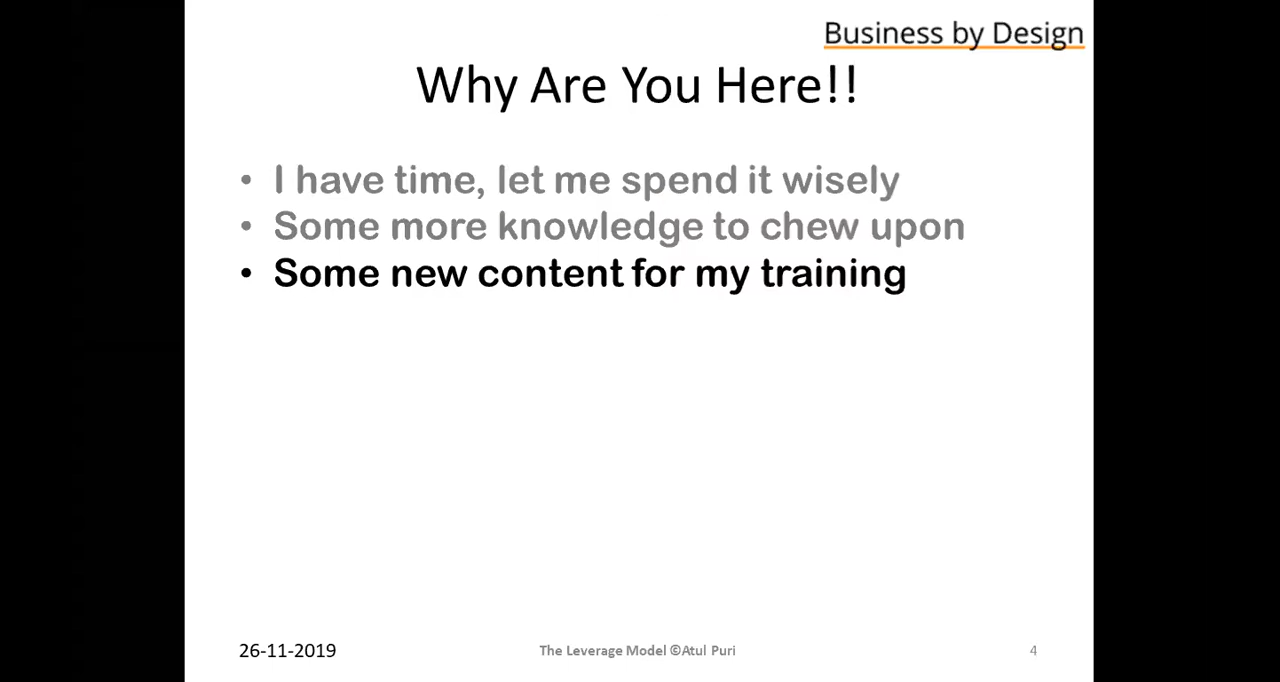 Business by Design
Why Are You Here!!
• I have time, let me spend it wisely
• Some more knowledge to chew upon
• Some new content for my training
26-11-2019
The Leverage Model ©Atul Puri
4